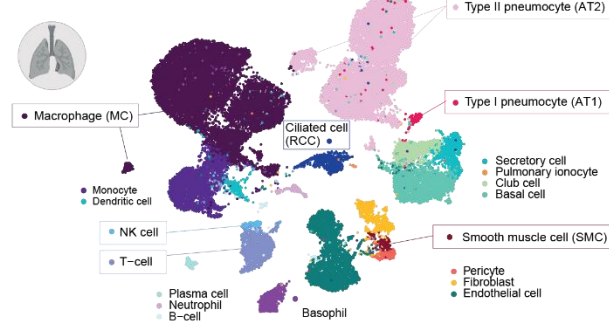 Type II pneumocyte (AT2)
Macrophage (MC)
Type I pneumocyte (AT1)
Ciliated cell
(RCC)
Secretory cell
Pulmonary ionocyte
Club cell
Basal cell
Monocyte
Dendritic cell
NK cell
T-cell
Smooth muscle cell (SMC)
Pericyte
Fibroblast
Endothelial cell
Plasma cell
Neutrophil
B-cell
Basophil